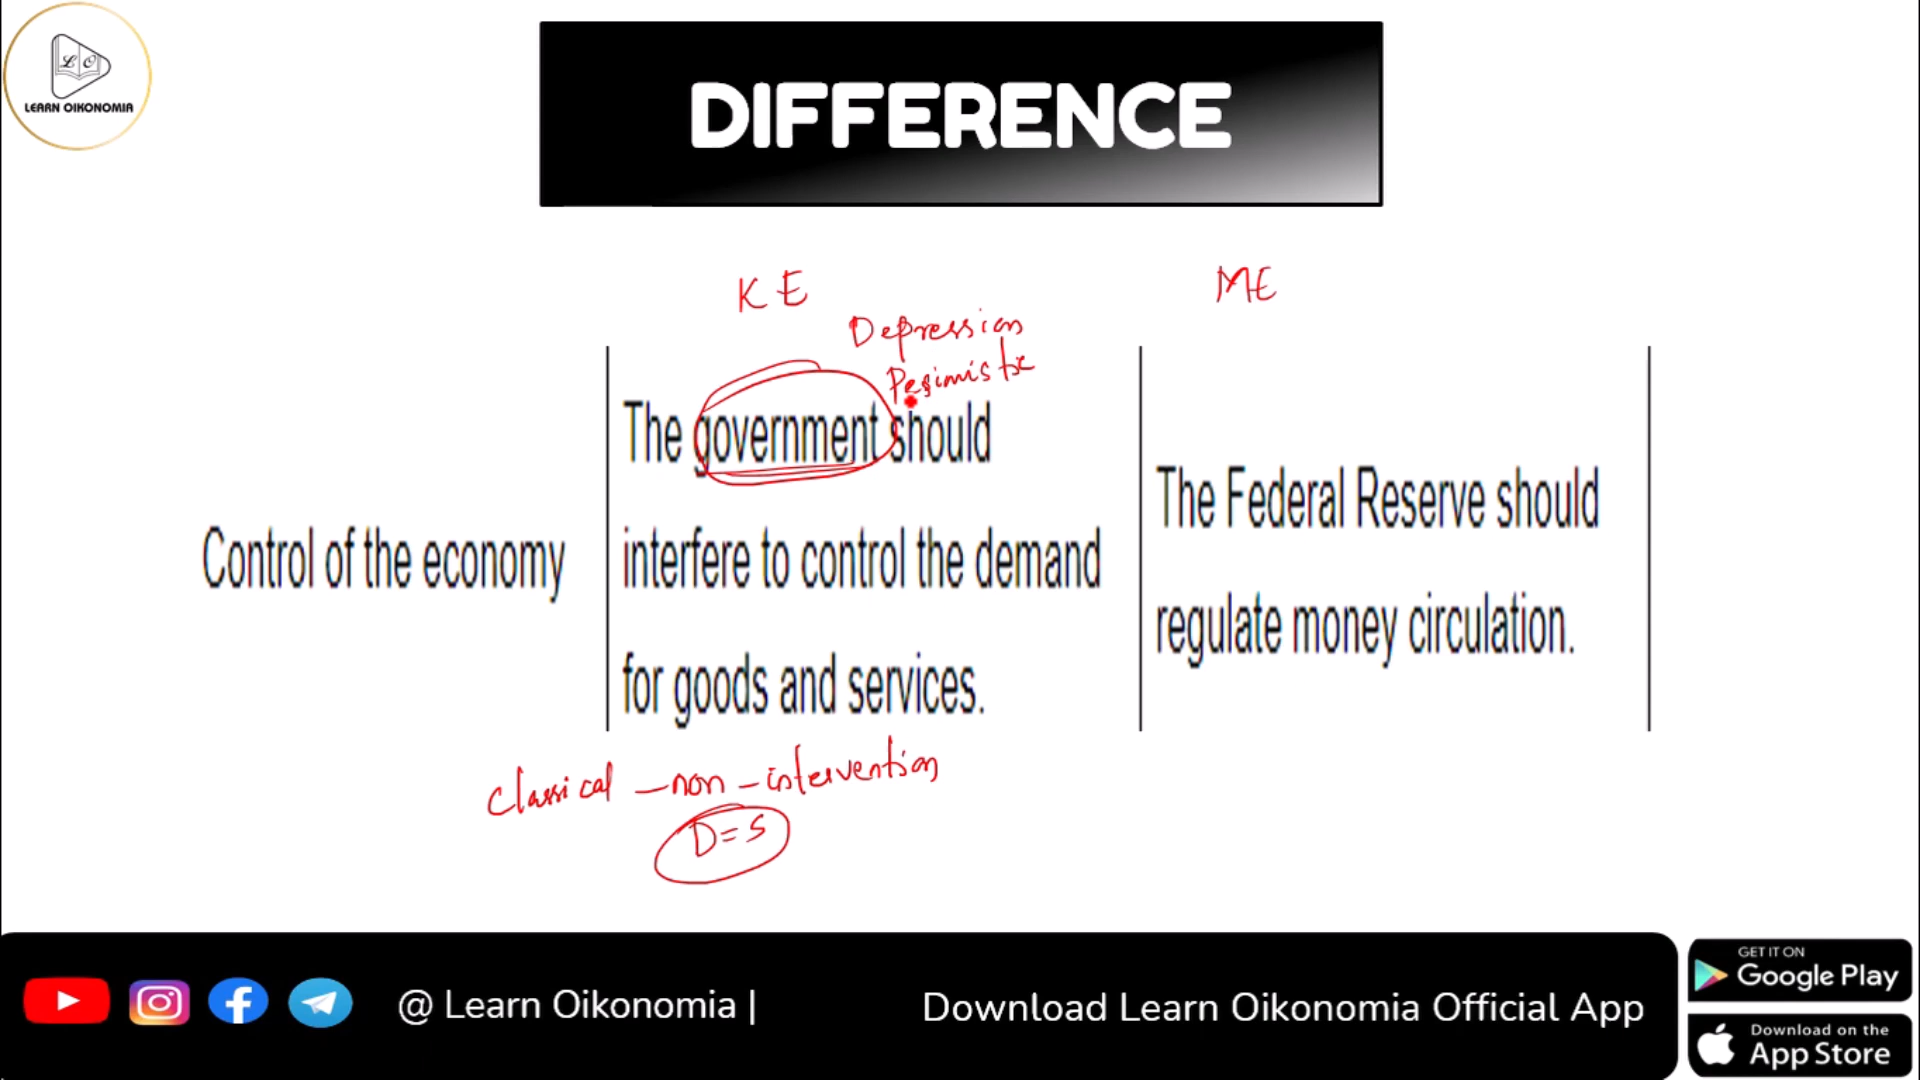 LO
LEARN OIKONOMIA
DIFFERENCE
KE
ME
Depression
Pesimistic
Control of the economy
The government should
interfere to control the demand
for goods and services.
The Federal Reserve should
regulate money circulation.
Classical - non - intervention
D = S
@ Learn Oikonomia |
Download Learn Oikonomia Official App
GET IT ON
Google Play
Download on the
App Store